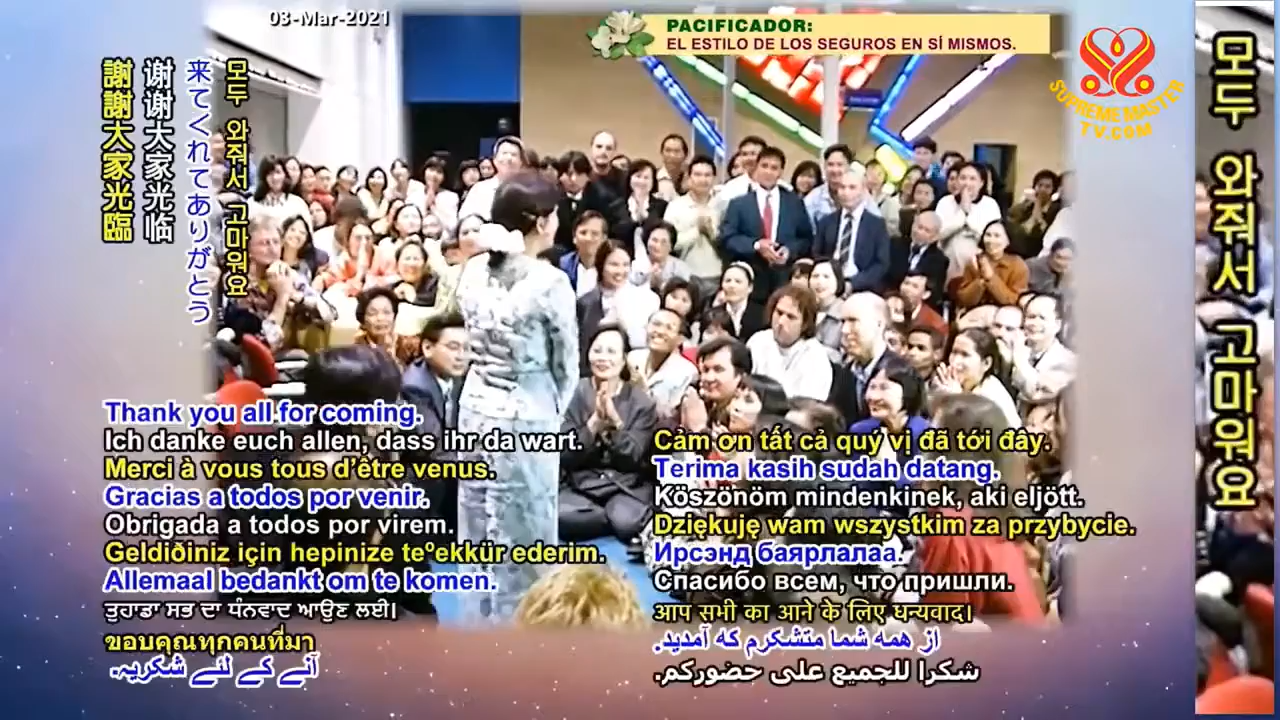 03-Mar-2021
PACIFICADOR:
EL ESTILO DE LOS SEGUROS EN SÍ MISMOS.
SUPREME MASTER
TV.COM
謝謝大家光臨
谢谢大家光临
来てくれてありがとう
모두 와줘서 고마워요
모두 와줘서 고마워요
Thank you all for coming.
Ich danke euch allen, dass ihr da wart.
Merci à vous tous d’être venus.
Gracias a todos por venir.
Obrigada a todos por virem.
Geldiðiniz için hepinize teºekkür ederim.
Allemaal bedankt om te komen.
ਤੁਹਾਡਾ ਸਭ ਦਾ ਧੰਨਵਾਦ ਆਉਣ ਲਈ।
ขอบคุณทุกคนที่มา
آنے کے لئے شکریہ.
Cảm ơn tất cả quý vị đã tới đây.
Terima kasih sudah datang.
Köszönöm mindenkinek, aki eljött.
Dziękuję wam wszystkim za przybycie.
Ирсэнд баярлалаа.
Спасибо всем, что пришли.
आप सभी का आने के लिए धन्यवाद।
از همه شما متشکرم که آمدید.
شكرا للجميع على حضوركم.